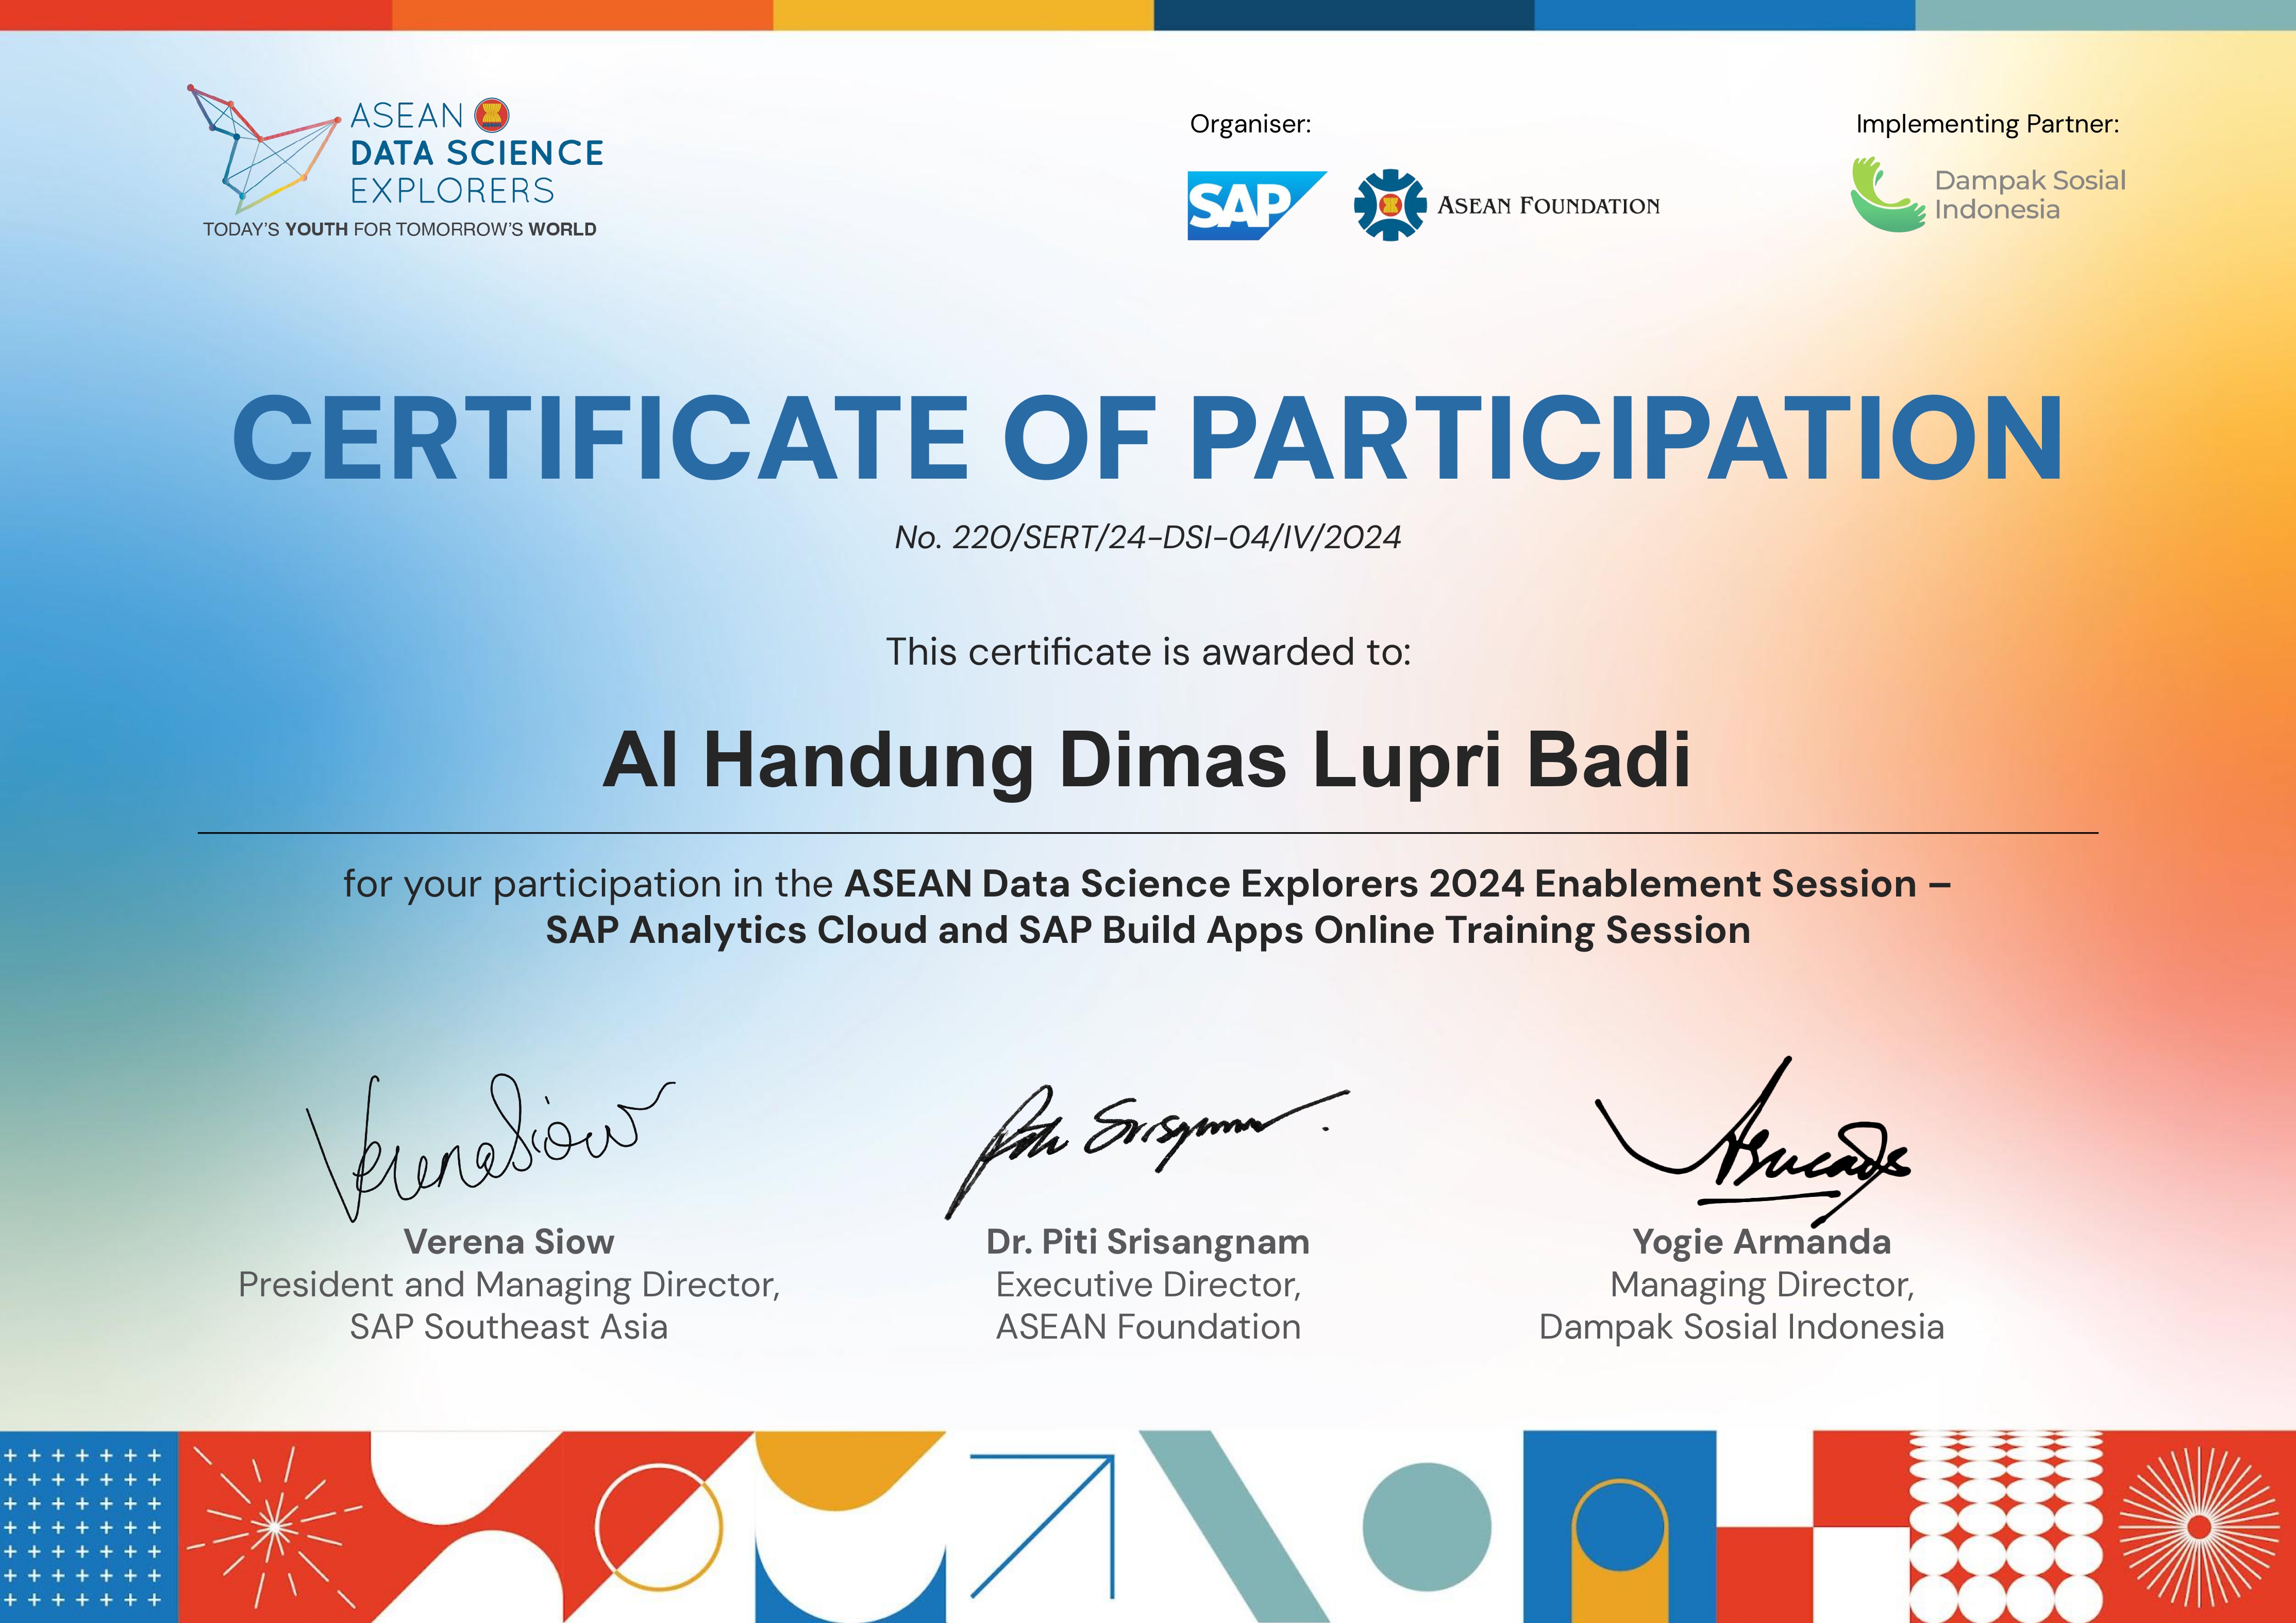 ASEAN
DATA SCIENCE
EXPLORERS
TODAY'S YOUTH FOR TOMORROW'S WORLD
Organiser:
SAP
ASEAN FOUNDATION
Implementing Partner:
Dampak Sosial
Indonesia
CERTIFICATE OF PARTICIPATION
No. 220/SERT/24-DSI-04/IV/2024
This certificate is awarded to:
Al Handung Dimas Lupri Badi
for your participation in the ASEAN Data Science Explorers 2024 Enablement Session –
SAP Analytics Cloud and SAP Build Apps Online Training Session
Verena Siow
Verena Siow
President and Managing Director,
SAP Southeast Asia
Dr. Piti Srisangnam
Executive Director,
ASEAN Foundation
Yogie Armanda
Managing Director,
Dampak Sosial Indonesia